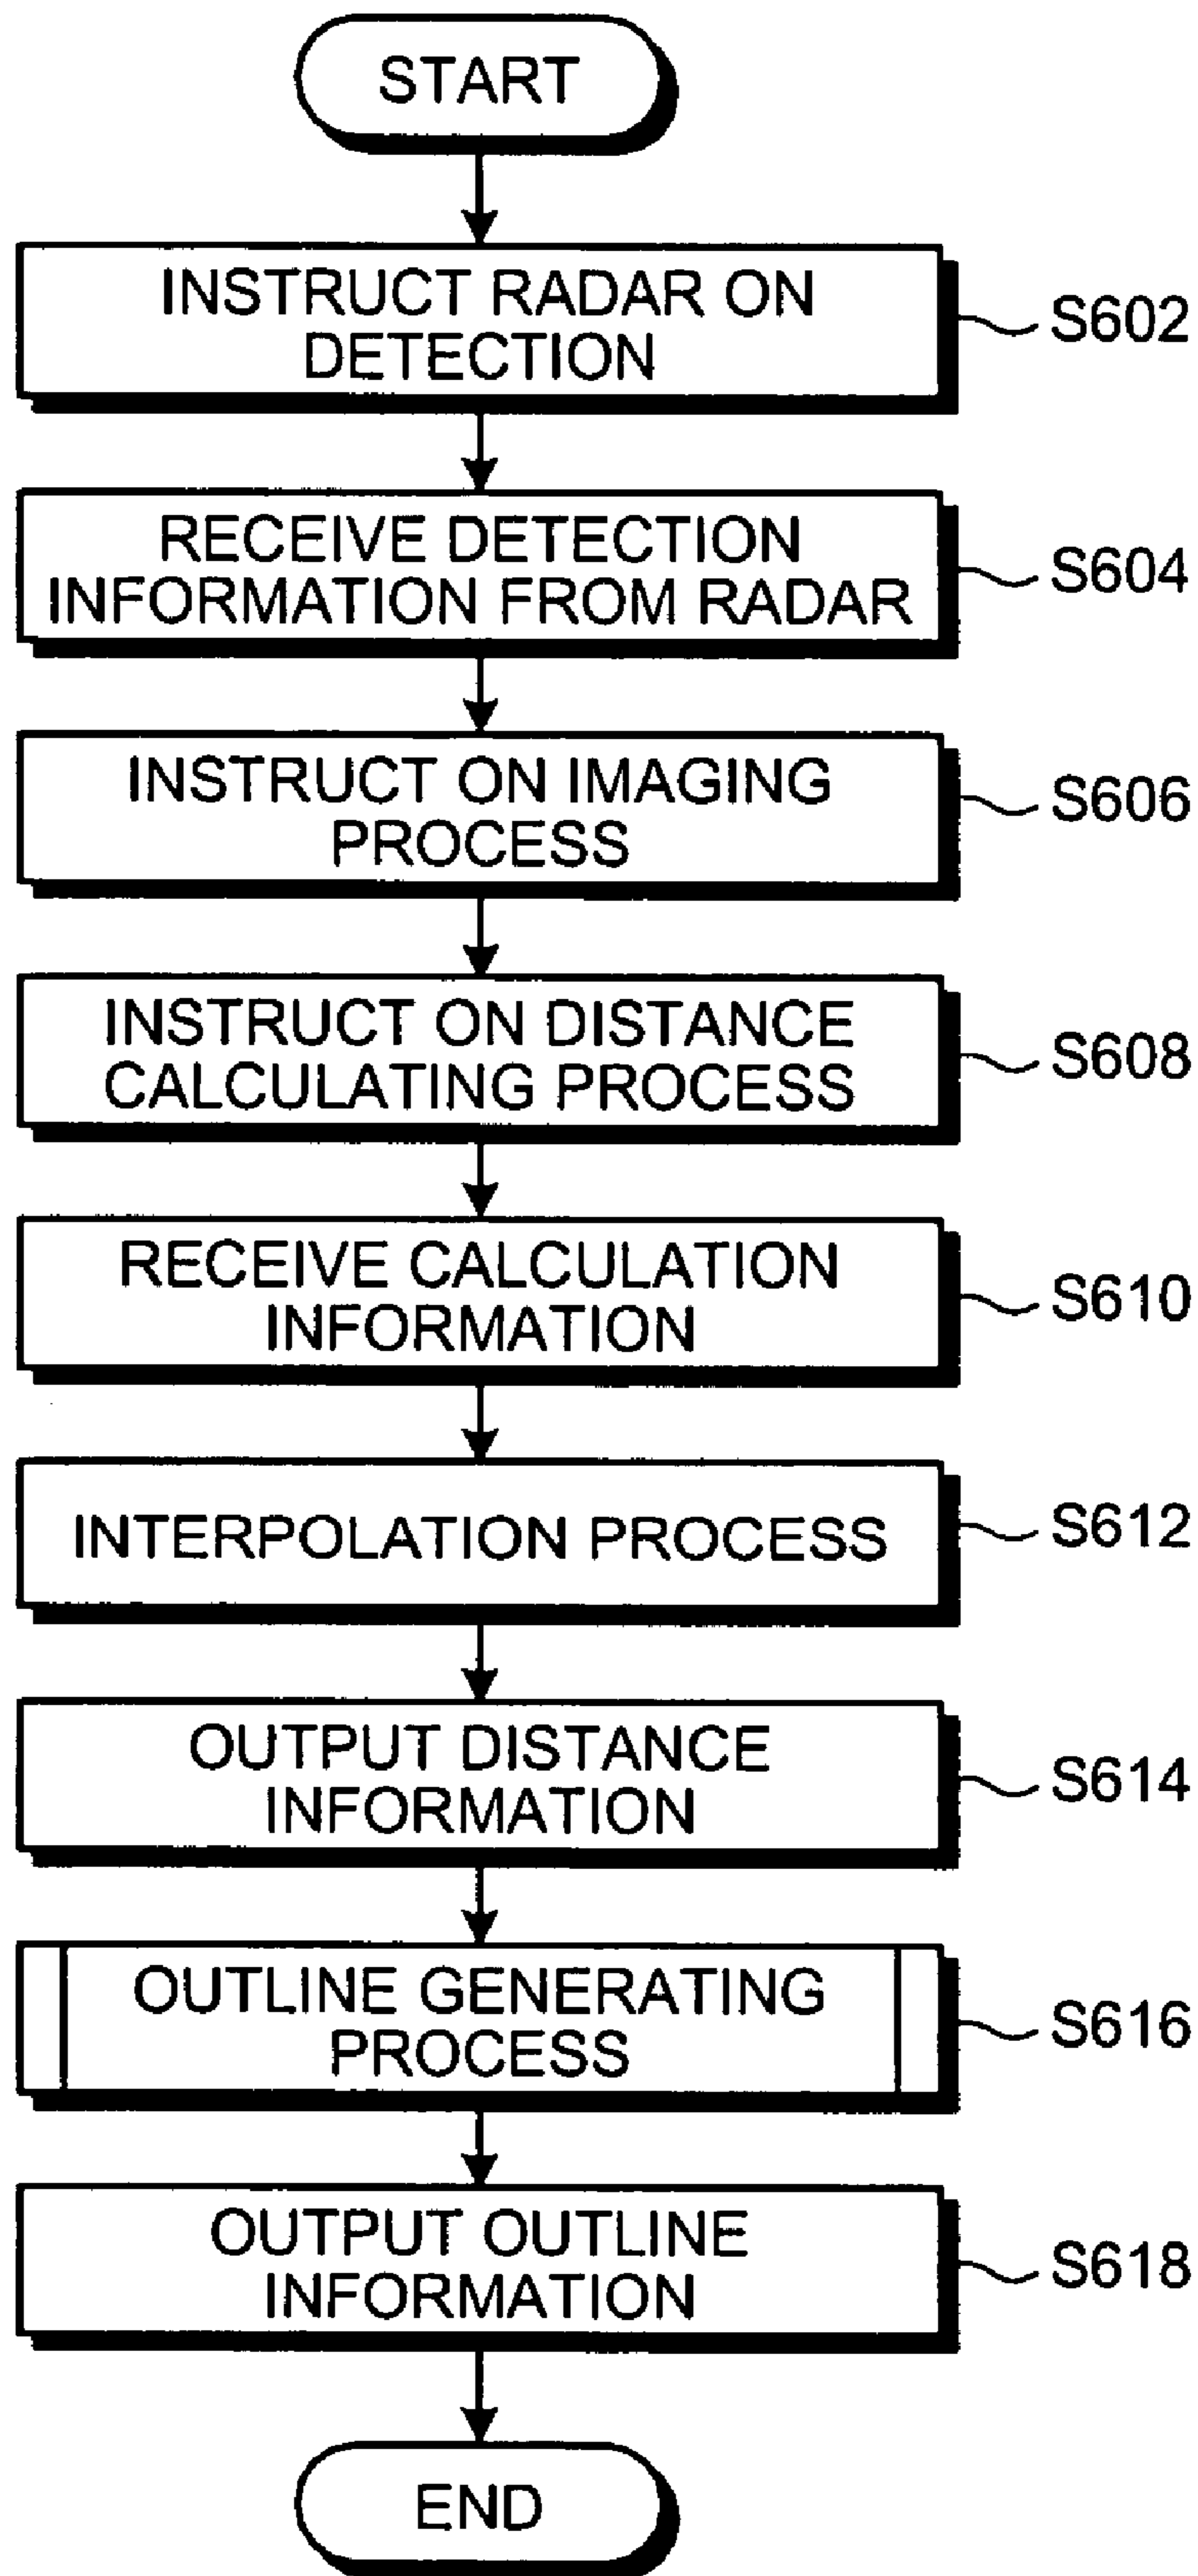 START
INSTRUCT RADAR ON
DETECTION
S602
RECEIVE DETECTION
INFORMATION FROM RADAR
S604
INSTRUCT ON IMAGING
PROCESS
S606
INSTRUCT ON DISTANCE
CALCULATING PROCESS
S608
RECEIVE CALCULATION
INFORMATION
S610
INTERPOLATION PROCESS
S612
OUTPUT DISTANCE
INFORMATION
S614
OUTLINE GENERATING
PROCESS
S616
OUTPUT OUTLINE
INFORMATION
S618
END